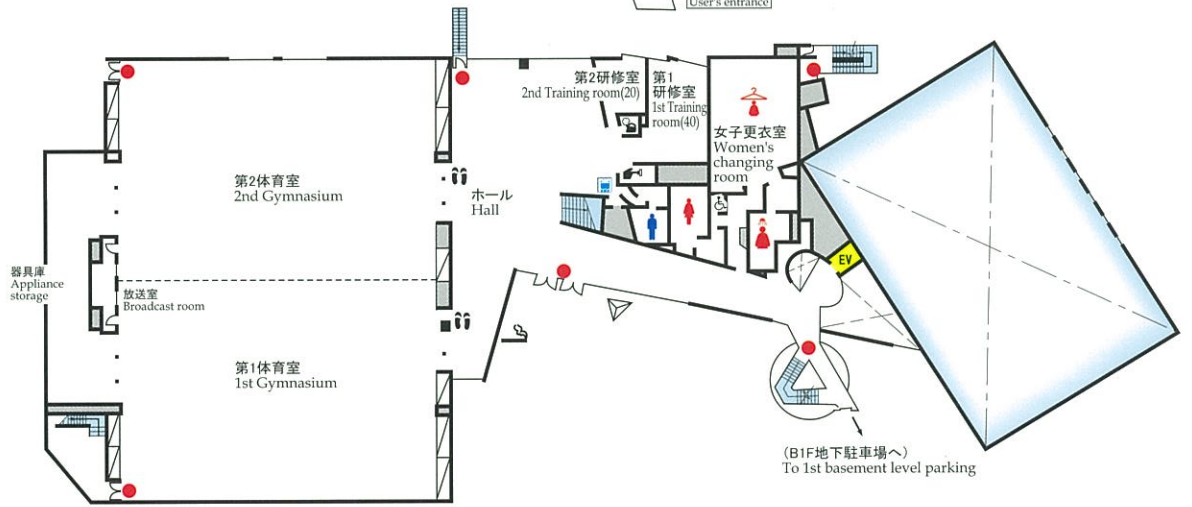 User's entrance
第2研修室
2nd Training room(20)
第1
研修室
1st Training
room(40)
女子更衣室
Women's
changing
room
第2体育室
2nd Gymnasium
ホール
Hall
器具庫
Appliance
storage
放送室
Broadcast room
EV
第1体育室
1st Gymnasium
(B1F地下駐車場へ)
To 1st basement level parking